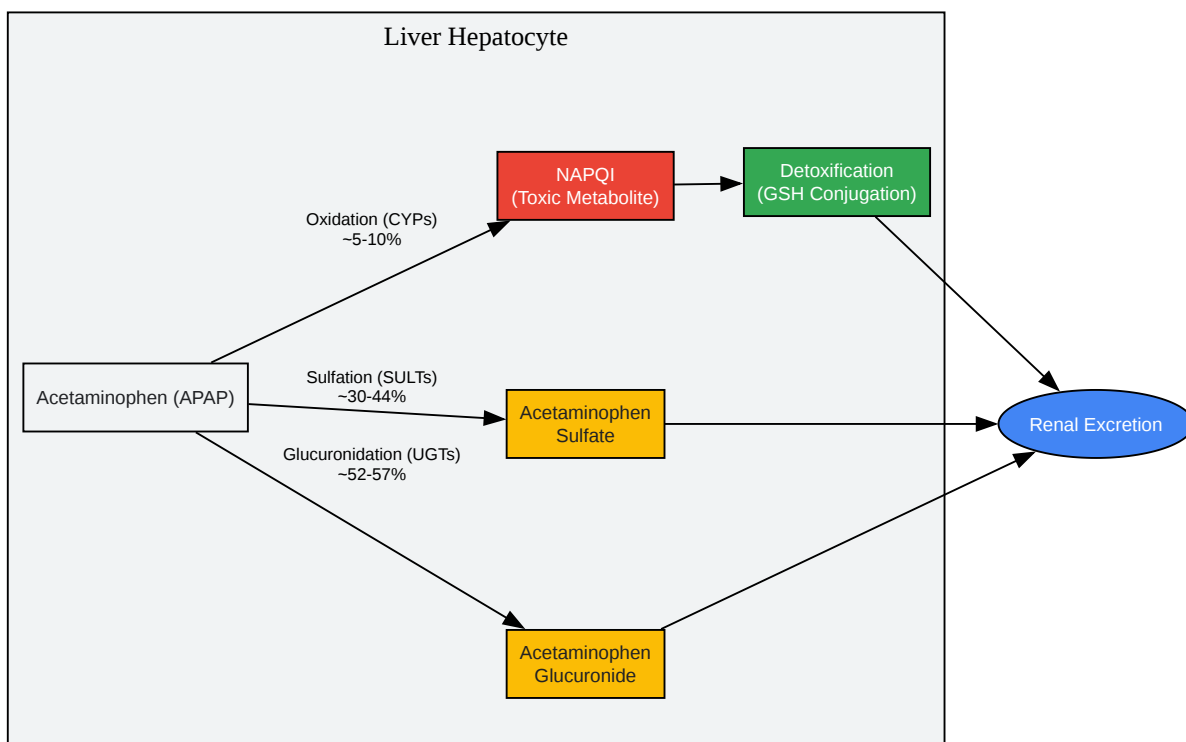 Liver Hepatocyte
NAPQI
(Toxic Metabolite)
Detoxification
(GSH Conjugation)
Oxidation (CYPs)
~5-10%
Acetaminophen (APAP)
Sulfation (SULTs)
~30-44%
Acetaminophen
Sulfate
Renal Excretion
Glucuronidation (UGTs)
~52-57%
Acetaminophen
Glucuronide